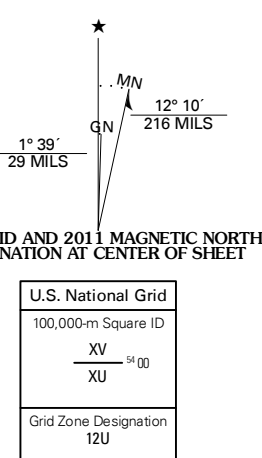 ★
MN
GN
12° 10´
216 MILS
1° 39´
29 MILS
ID AND 2011 MAGNETIC NORTH
NATION AT CENTER OF SHEET
U.S. National Grid
100,000-m Square ID
XV
54 00
XU
Grid Zone Designation
12U